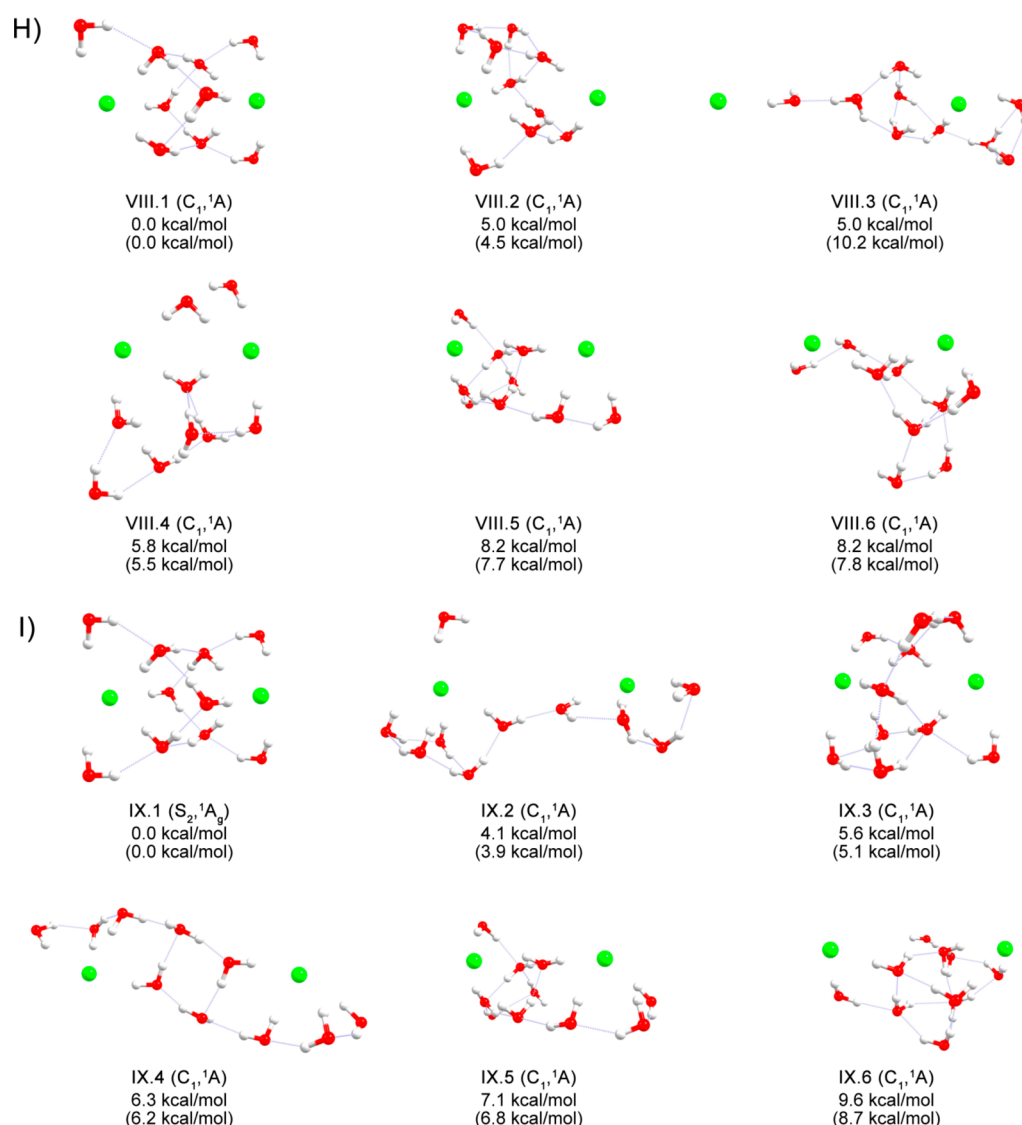 H)
VIII.1 (C₁,¹A)
0.0 kcal/mol
(0.0 kcal/mol)
VIII.2 (C₁,¹A)
5.0 kcal/mol
(4.5 kcal/mol)
VIII.3 (C₁,¹A)
5.0 kcal/mol
(10.2 kcal/mol)
VIII.4 (C₁,¹A)
5.8 kcal/mol
(5.5 kcal/mol)
VIII.5 (C₁,¹A)
8.2 kcal/mol
(7.7 kcal/mol)
VIII.6 (C₁,¹A)
8.2 kcal/mol
(7.8 kcal/mol)
I)
IX.1 (S₂,¹A_g)
0.0 kcal/mol
(0.0 kcal/mol)
IX.2 (C₁,¹A)
4.1 kcal/mol
(3.9 kcal/mol)
IX.3 (C₁,¹A)
5.6 kcal/mol
(5.1 kcal/mol)
IX.4 (C₁,¹A)
6.3 kcal/mol
(6.2 kcal/mol)
IX.5 (C₁,¹A)
7.1 kcal/mol
(6.8 kcal/mol)
IX.6 (C₁,¹A)
9.6 kcal/mol
(8.7 kcal/mol)